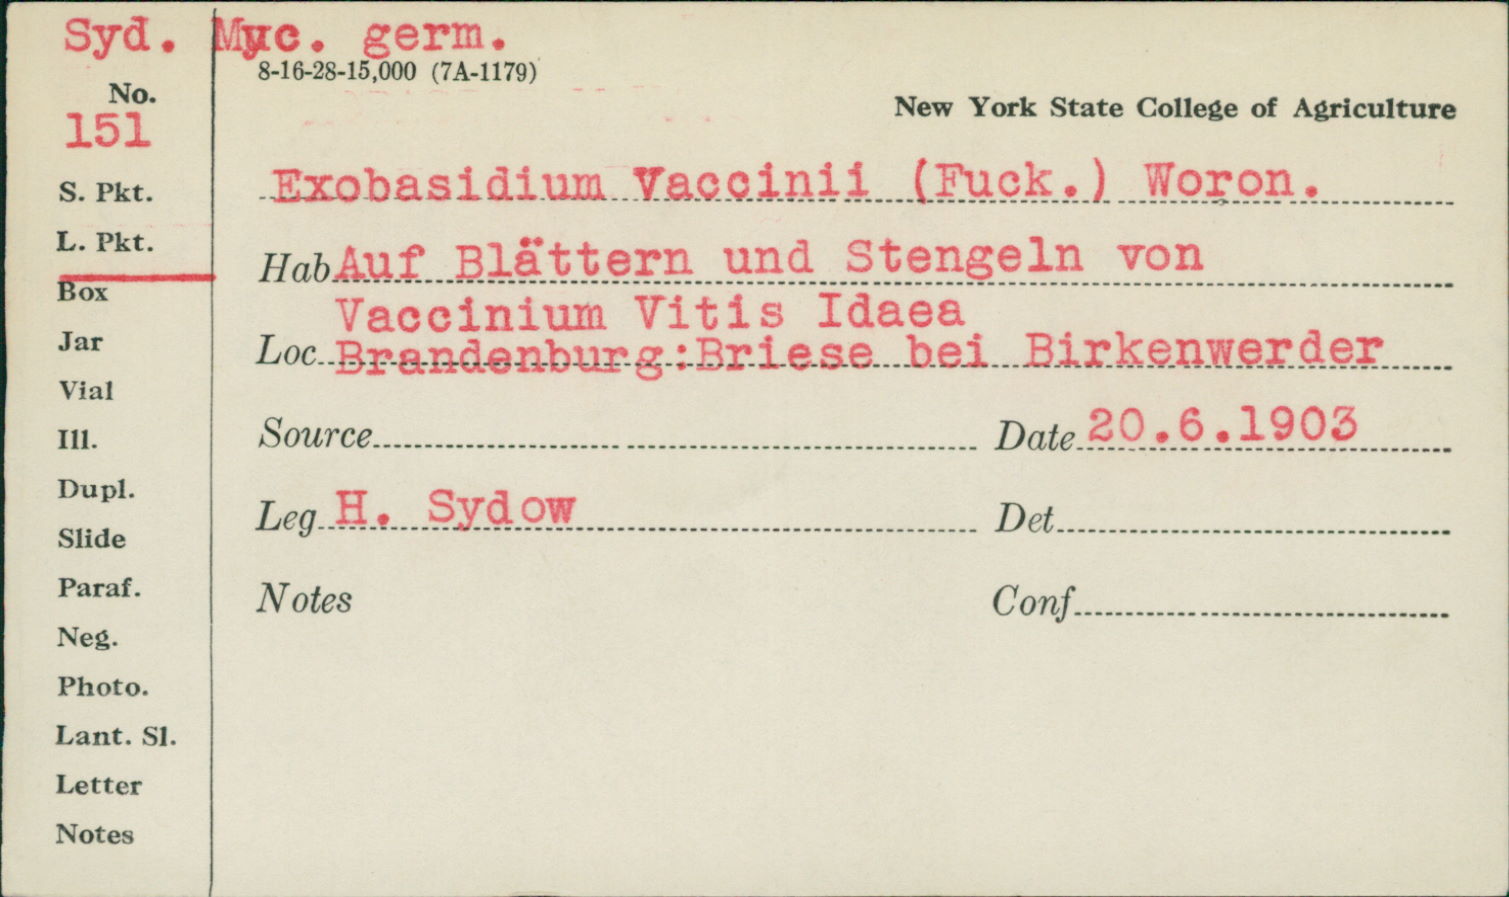 Syd. Myc. germ.
8-16-28-15,000 (7A-1179)
No.
151
New York State College of Agriculture
S. Pkt.
Exobasidium Vaccinii (Fuck.) Woron.
L. Pkt.
Hab Auf Blättern und Stengeln von
Box
Vaccinium Vitis Idaea
Jar
Loc Brandenburg:Briese bei Birkenwerder
Vial
Ill.
Source Date 20.6.1903
Dupl.
Leg H. Sydow Det
Slide
Paraf.
Notes Conf
Neg.
Photo.
Lant. Sl.
Letter
Notes